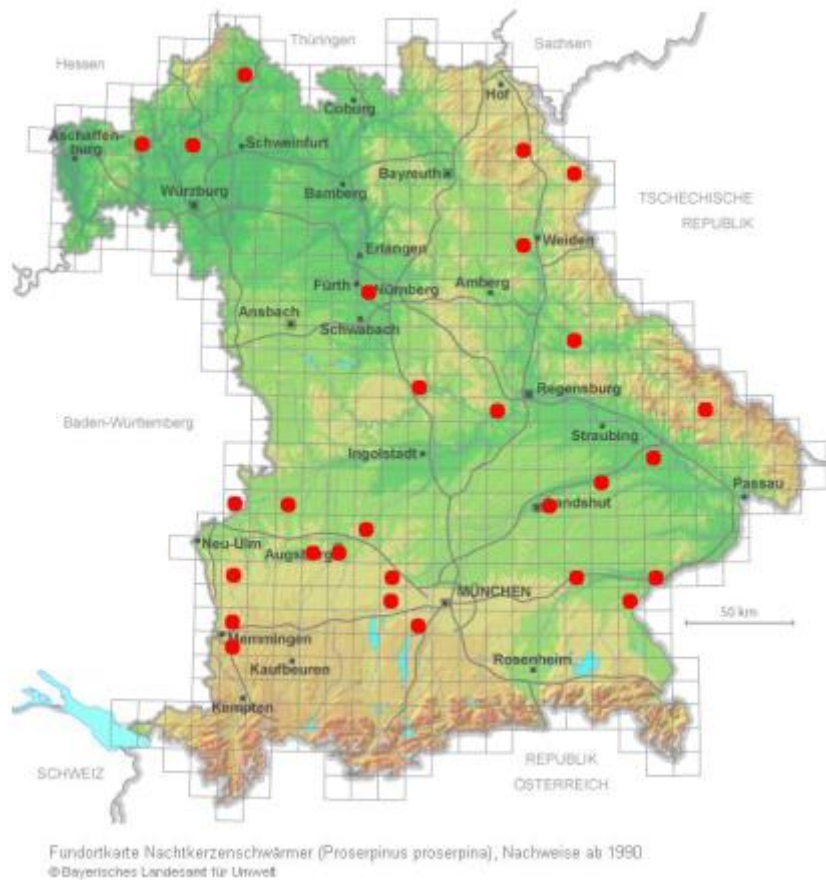 Thüringen
Sachsen
Hessen
Hof
Coburg
Aschaffen-
burg
Schweinfurt
Bayreuth
Bamberg
Würzburg
TSCHECHISCHE
REPUBLIK
Weiden
Erlangen
Fürth
Nürnberg
Amberg
Ansbach
Schwabach
Regensburg
Baden-Württemberg
Straubing
Ingolstadt
Passau
Landshut
Neu-Ulm
Augsburg
MÜNCHEN
50 km
Memmingen
Kaufbeuren
Rosenheim
Kempten
SCHWEIZ
REPUBLIK
ÖSTERREICH
Fundortkarte Nachtkerzenschwärmer (Proserpinus proserpina), Nachweise ab 1990
©Bayerisches Landesamt für Umwelt